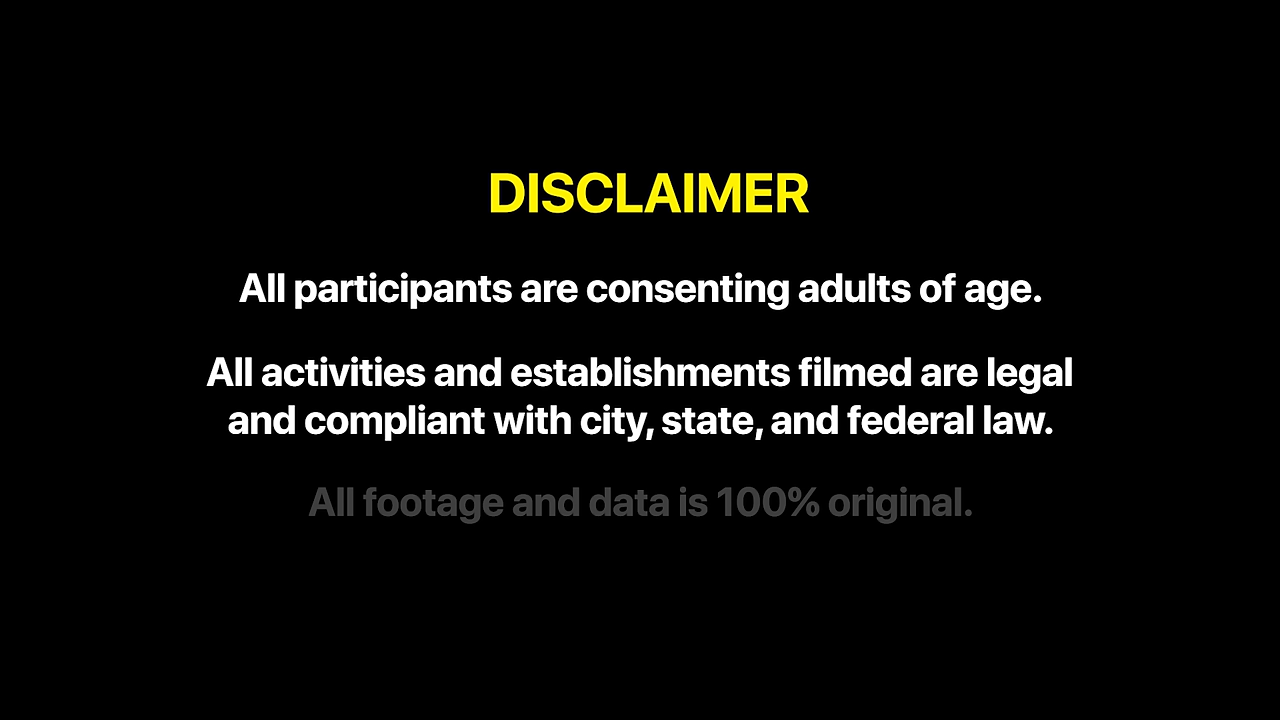 DISCLAIMER
All participants are consenting adults of age.
All activities and establishments filmed are legal
and compliant with city, state, and federal law.
All footage and data is 100% original.